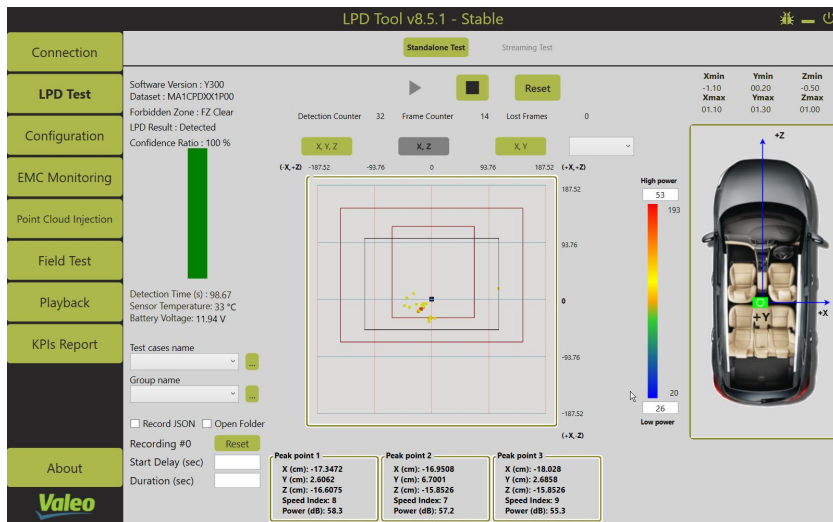 LPD Tool v8.5.1 - Stable
Connection
LPD Test
Configuration
EMC Monitoring
Point Cloud Injection
Field Test
Playback
KPIs Report
About
Valeo
Standalone Test
Streaming Test
Software Version : Y300
Dataset : MA1CPDXX1P00
Forbidden Zone : FZ Clear
LPD Result : Detected
Confidence Ratio : 100 %
Reset
Detection Counter 32 Frame Counter 14 Lost Frames 0
X, Y, Z
X, Z
X, Y
(-X,+Z) -187.52 -93.76 0 93.76 187.52 (+X,+Z)
187.52
93.76
0
-93.76
-187.52
(+X,-Z)
High power
53
193
20
26
Low power
Xmin Ymin Zmin
-1.10 00.20 -0.50
Xmax Ymax Zmax
01.10 01.30 01.00
+Z
+Y
+X
Detection Time (s) : 98.67
Sensor Temperature: 33 °C
Battery Voltage: 11.94 V
Test cases name
...
Group name
...
Record JSON Open Folder
Recording #0 Reset
Start Delay (sec)
Duration (sec)
Peak point 1
X (cm): -17.3472
Y (cm): 2.6062
Z (cm): -16.6075
Speed Index: 8
Power (dB): 58.3
Peak point 2
X (cm): -16.9508
Y (cm): 6.7001
Z (cm): -15.8526
Speed Index: 7
Power (dB): 57.2
Peak point 3
X (cm): -18.028
Y (cm): 2.6858
Z (cm): -15.8526
Speed Index: 9
Power (dB): 55.3